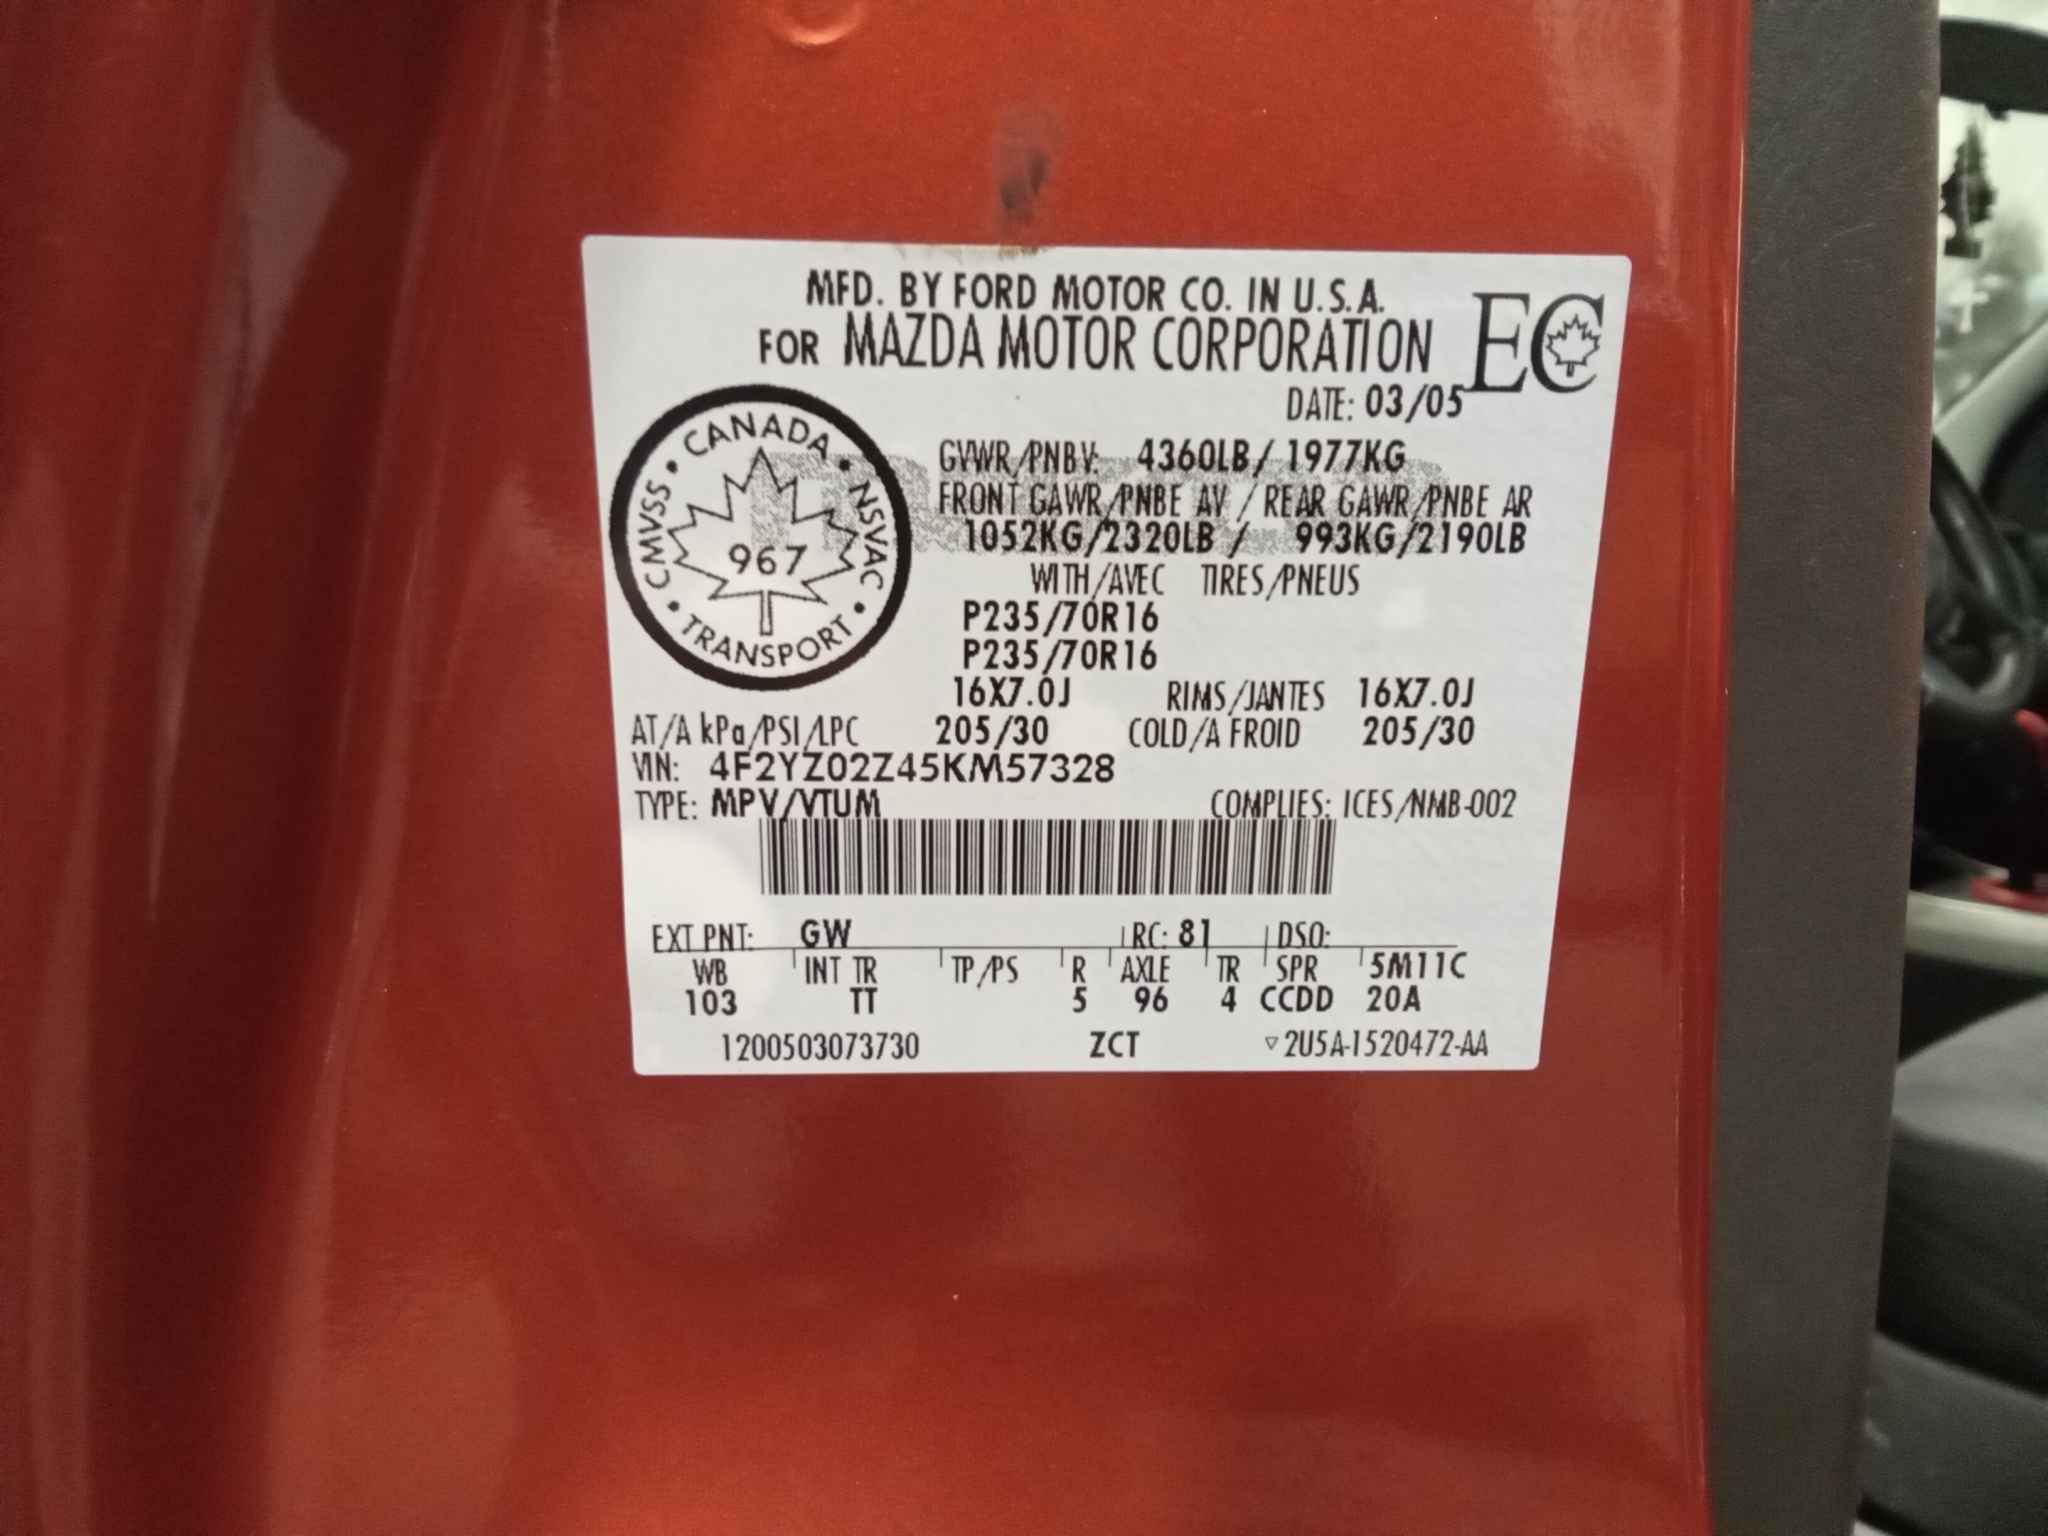 MFD. BY FORD MOTOR CO. IN U.S.A.
FOR MAZDA MOTOR CORPORATION
EC
DATE: 03/05
CANADA
CMVSS
NSVAC
967
TRANSPORT
GVWR/PNBV: 4360LB/ 1977KG
FRONT GAWR/PNBE AV / REAR GAWR/PNBE AR
1052KG/2320LB / 993KG/2190LB
WITH/AVEC TIRES/PNEUS
P235/70R16
P235/70R16
16X7.0J RIMS/JANTES 16X7.0J
AT/A kPa/PSI/LPC 205/30 COLD/A FROID 205/30
VIN: 4F2YZ02Z45KM57328
TYPE: MPV/VTUM COMPLIES: ICES/NMB-002
EXT PNT: GW RC: 81 DSO:
WB INT TR TP/PS R AXLE TR SPR 5M11C
103 TT 5 96 4 CCDD 20A
1200503073730 ZCT ▽2U5A-1520472-AA